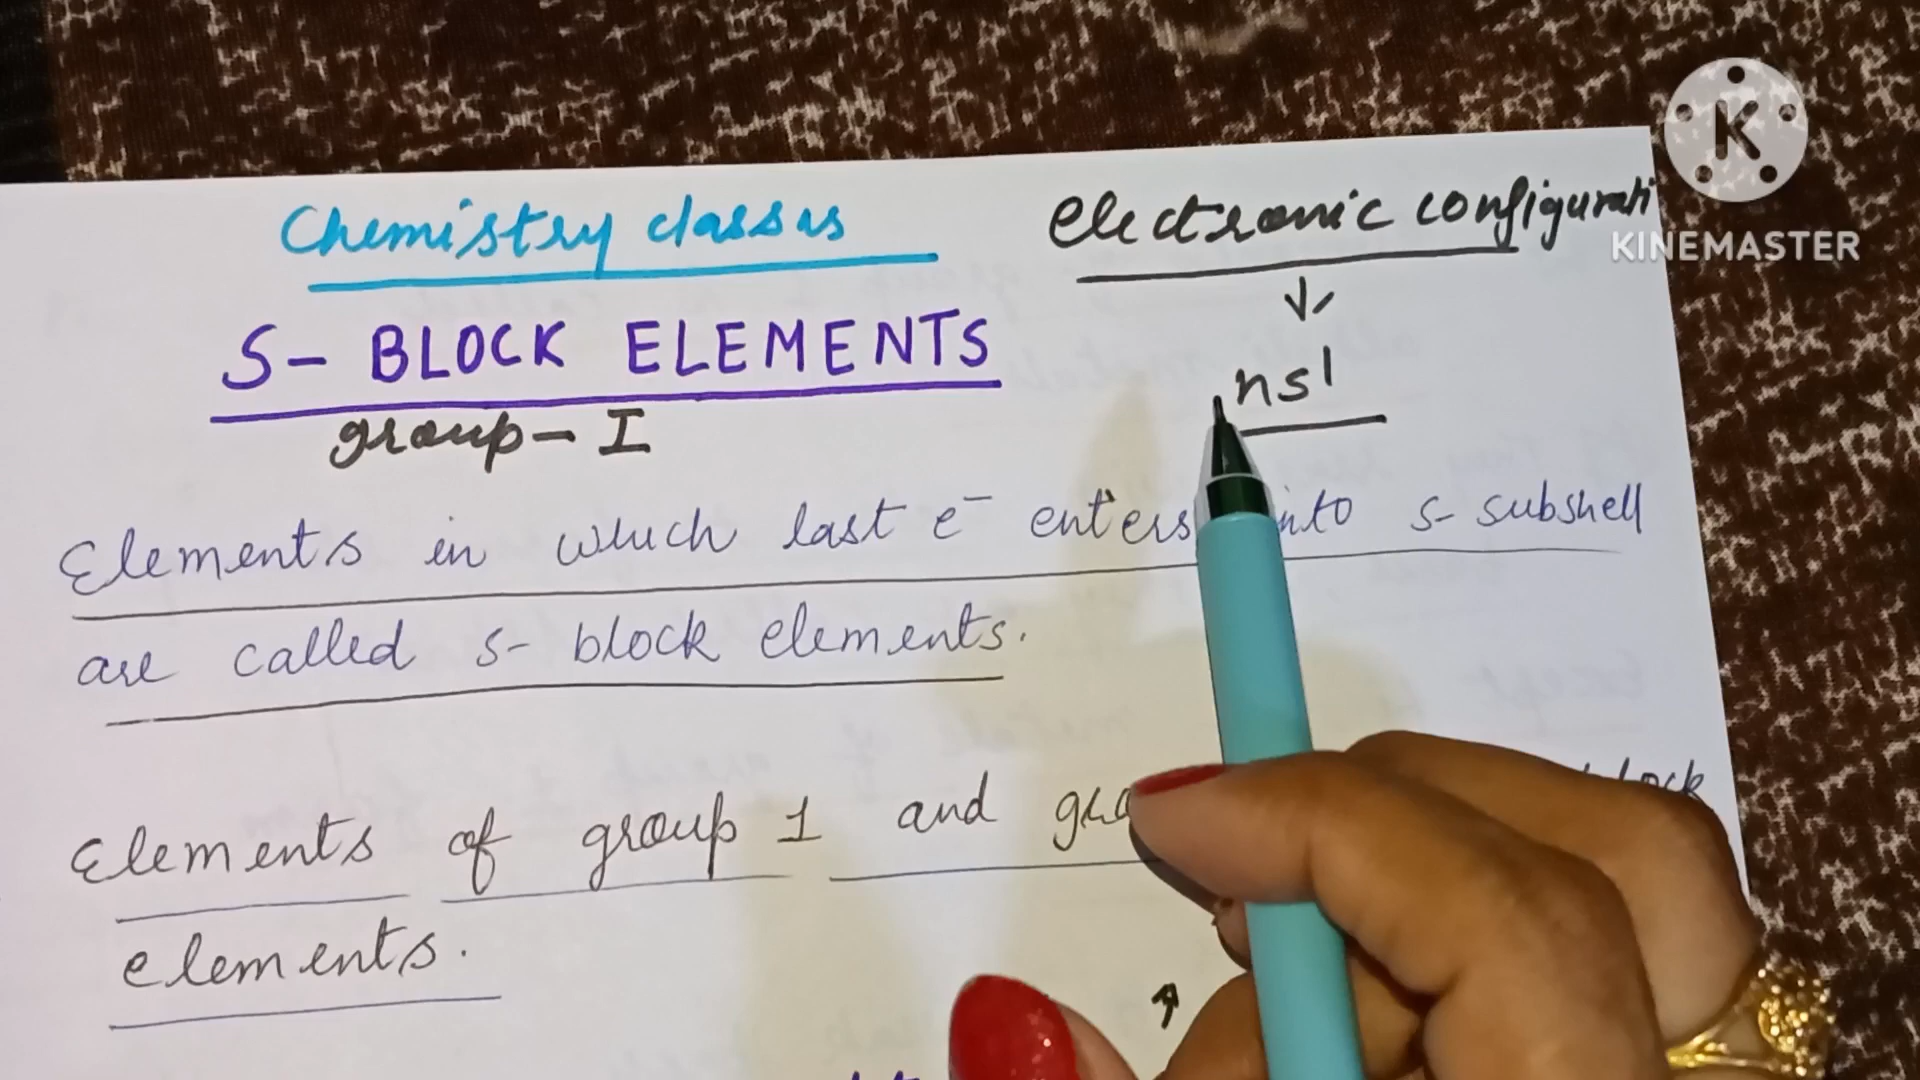 Chemistry classes
S- BLOCK ELEMENTS
group- I
Electronic configurati
ns¹
Elements in which last e⁻ enters into s- subshell
are called s- block elements.
Elements of group 1 and
block
elements.
K
KINEMASTER